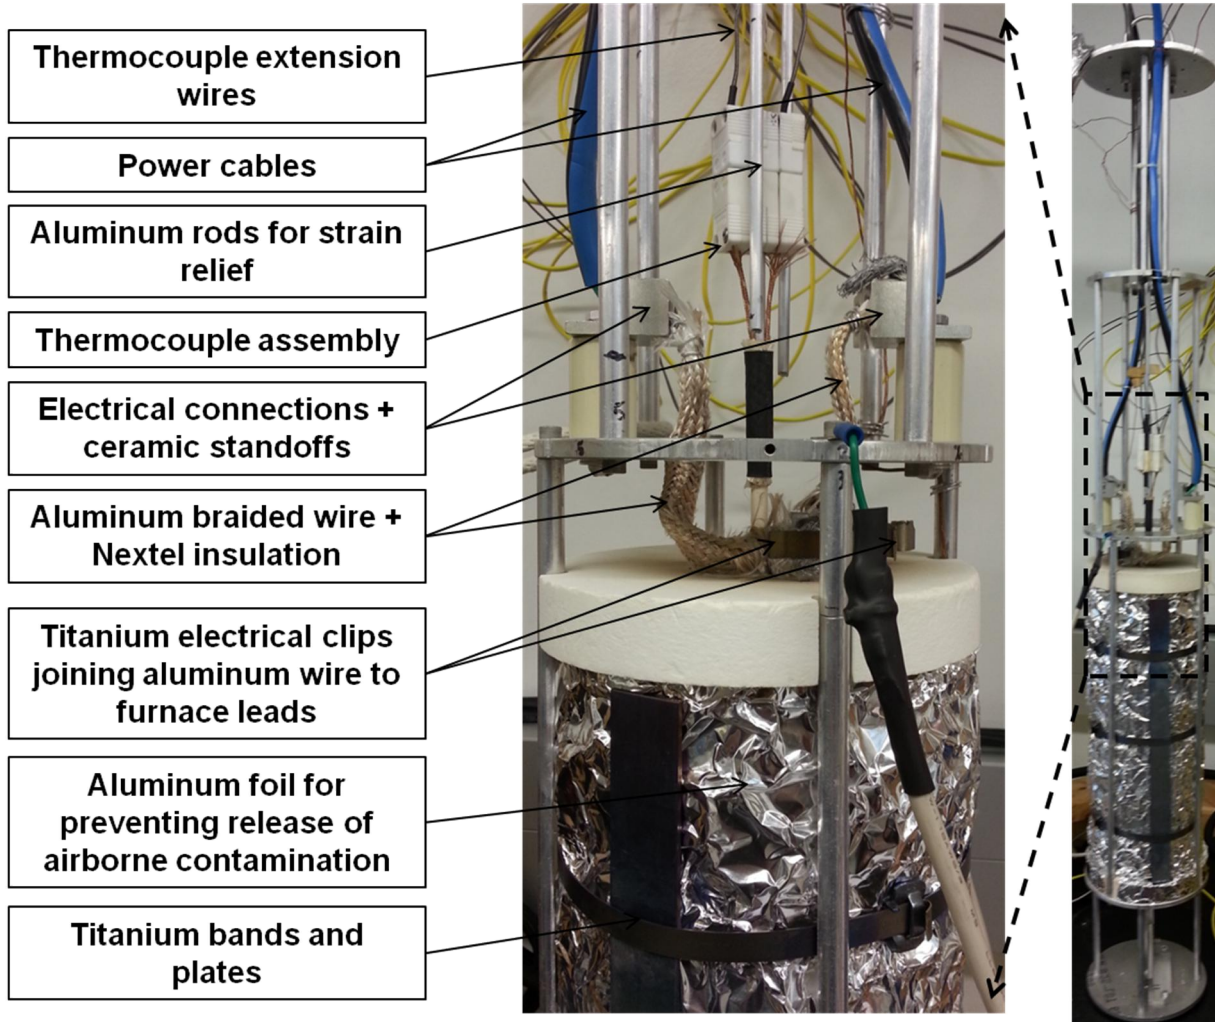 Thermocouple extension
wires
Power cables
Aluminum rods for strain
relief
Thermocouple assembly
Electrical connections +
ceramic standoffs
Aluminum braided wire +
Nextel insulation
Titanium electrical clips
joining aluminum wire to
furnace leads
Aluminum foil for
preventing release of
airborne contamination
Titanium bands and
plates
5
5